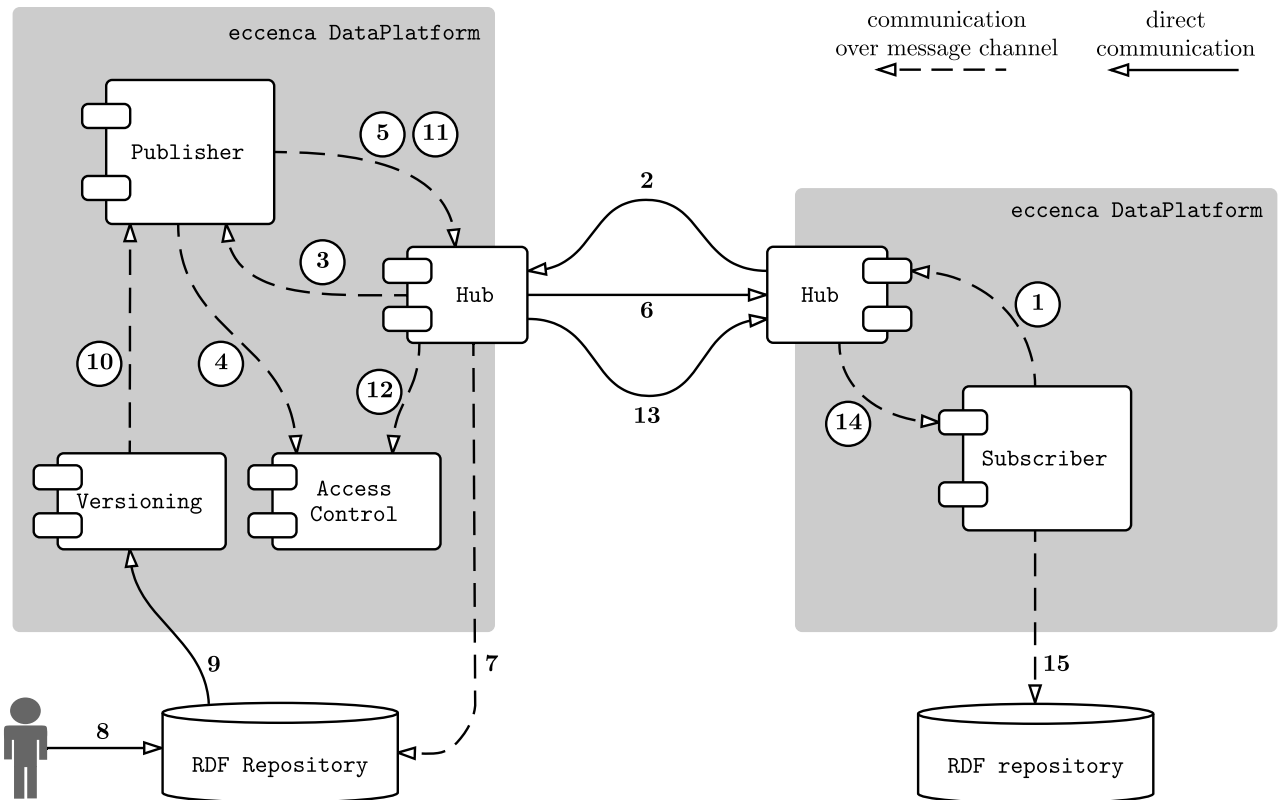 eccenca DataPlatform
communication
over message channel
direct
communication
Publisher
5
11
2
eccenca DataPlatform
3
Hub
6
Hub
1
10
4
12
13
14
Versioning
Access
Control
Subscriber
9
7
15
8
RDF Repository
RDF repository